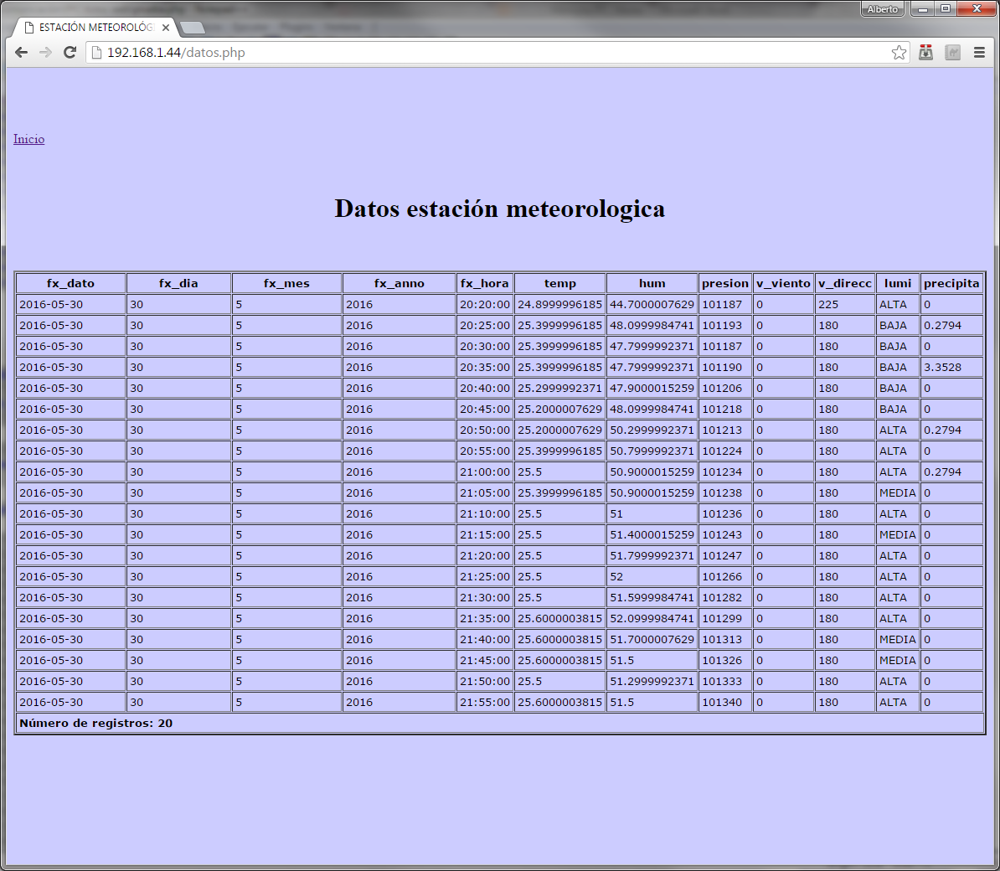 Alberto
ESTACIÓN METEOROLÓG
192.168.1.44/datos.php
Inicio
Datos estación meteorologica
fx_dato fx_dia fx_mes fx_anno fx_hora temp hum presion v_viento v_direcc lumi precipita
2016-05-30 30 5 2016 20:20:00 24.8999996185 44.7000007629 101187 0 225 ALTA 0
2016-05-30 30 5 2016 20:25:00 25.3999996185 48.0999984741 101193 0 180 BAJA 0.2794
2016-05-30 30 5 2016 20:30:00 25.3999996185 47.7999992371 101187 0 180 BAJA 0
2016-05-30 30 5 2016 20:35:00 25.3999996185 47.7999992371 101190 0 180 BAJA 3.3528
2016-05-30 30 5 2016 20:40:00 25.2999992371 47.9000015259 101206 0 180 BAJA 0
2016-05-30 30 5 2016 20:45:00 25.2000007629 48.0999984741 101218 0 180 BAJA 0
2016-05-30 30 5 2016 20:50:00 25.2000007629 50.2999992371 101213 0 180 ALTA 0.2794
2016-05-30 30 5 2016 20:55:00 25.3999996185 50.7999992371 101224 0 180 ALTA 0
2016-05-30 30 5 2016 21:00:00 25.5 50.9000015259 101234 0 180 ALTA 0.2794
2016-05-30 30 5 2016 21:05:00 25.3999996185 50.9000015259 101238 0 180 MEDIA 0
2016-05-30 30 5 2016 21:10:00 25.5 51 101236 0 180 ALTA 0
2016-05-30 30 5 2016 21:15:00 25.5 51.4000015259 101243 0 180 MEDIA 0
2016-05-30 30 5 2016 21:20:00 25.5 51.7999992371 101247 0 180 ALTA 0
2016-05-30 30 5 2016 21:25:00 25.5 52 101266 0 180 ALTA 0
2016-05-30 30 5 2016 21:30:00 25.5 51.5999984741 101282 0 180 ALTA 0
2016-05-30 30 5 2016 21:35:00 25.6000003815 52.0999984741 101299 0 180 ALTA 0
2016-05-30 30 5 2016 21:40:00 25.6000003815 51.7000007629 101313 0 180 MEDIA 0
2016-05-30 30 5 2016 21:45:00 25.6000003815 51.5 101326 0 180 MEDIA 0
2016-05-30 30 5 2016 21:50:00 25.5 51.2999992371 101333 0 180 ALTA 0
2016-05-30 30 5 2016 21:55:00 25.6000003815 51.5 101340 0 180 ALTA 0
Número de registros: 20